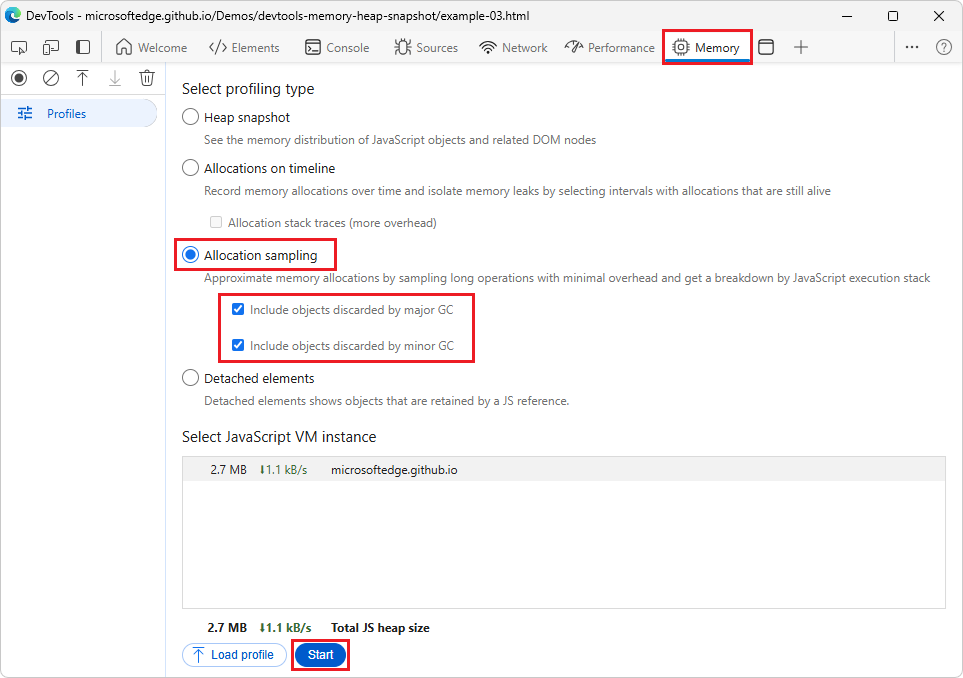 DevTools - microsoftedge.github.io/Demos/devtools-memory-heap-snapshot/example-03.html
Welcome Elements Console Sources Network Performance Memory
Profiles
Select profiling type
Heap snapshot
See the memory distribution of JavaScript objects and related DOM nodes
Allocations on timeline
Record memory allocations over time and isolate memory leaks by selecting intervals with allocations that are still alive
Allocation stack traces (more overhead)
Allocation sampling
Approximate memory allocations by sampling long operations with minimal overhead and get a breakdown by JavaScript execution stack
Include objects discarded by major GC
Include objects discarded by minor GC
Detached elements
Detached elements shows objects that are retained by a JS reference.
Select JavaScript VM instance
2.7 MB ⬇1.1 kB/s microsoftedge.github.io
2.7 MB ⬇1.1 kB/s Total JS heap size
Load profile Start